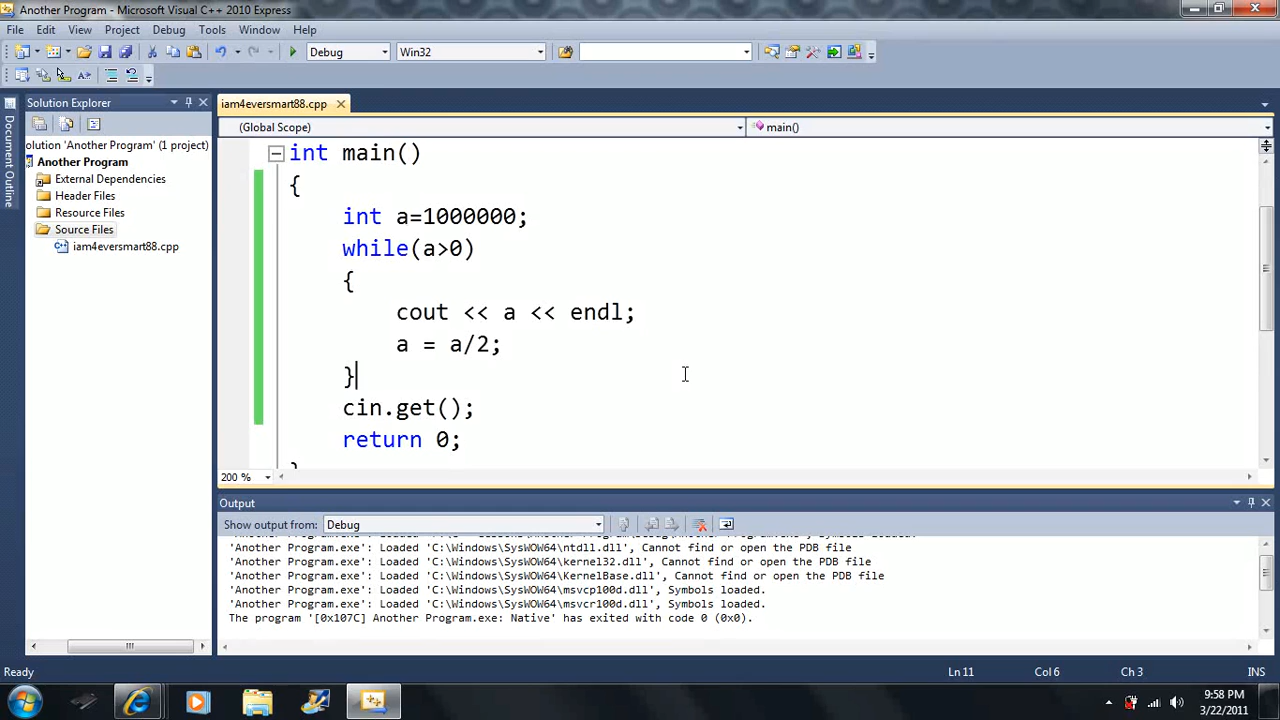 Another Program - Microsoft Visual C++ 2010 Express
File Edit View Project Debug Tools Window Help
Debug Win32
Solution Explorer
iam4eversmart88.cpp
(Global Scope) main()
Document Outline
olution 'Another Program' (1 project)
Another Program
External Dependencies
Header Files
Resource Files
Source Files
iam4eversmart88.cpp
int main()
{
int a=1000000;
while(a>0)
{
cout << a << endl;
a = a/2;
}
cin.get();
return 0;
200 %
Output
Show output from: Debug
'Another Program.exe': Loaded 'C:\Windows\SysWOW64\ntdll.dll', Cannot find or open the PDB file
'Another Program.exe': Loaded 'C:\Windows\SysWOW64\kernel32.dll', Cannot find or open the PDB file
'Another Program.exe': Loaded 'C:\Windows\SysWOW64\KernelBase.dll', Cannot find or open the PDB file
'Another Program.exe': Loaded 'C:\Windows\SysWOW64\msvcp100d.dll', Symbols loaded.
'Another Program.exe': Loaded 'C:\Windows\SysWOW64\msvcr100d.dll', Symbols loaded.
The program '[0x107C] Another Program.exe: Native' has exited with code 0 (0x0).
Ready Ln 11 Col 6 Ch 3 INS
9:58 PM
3/22/2011